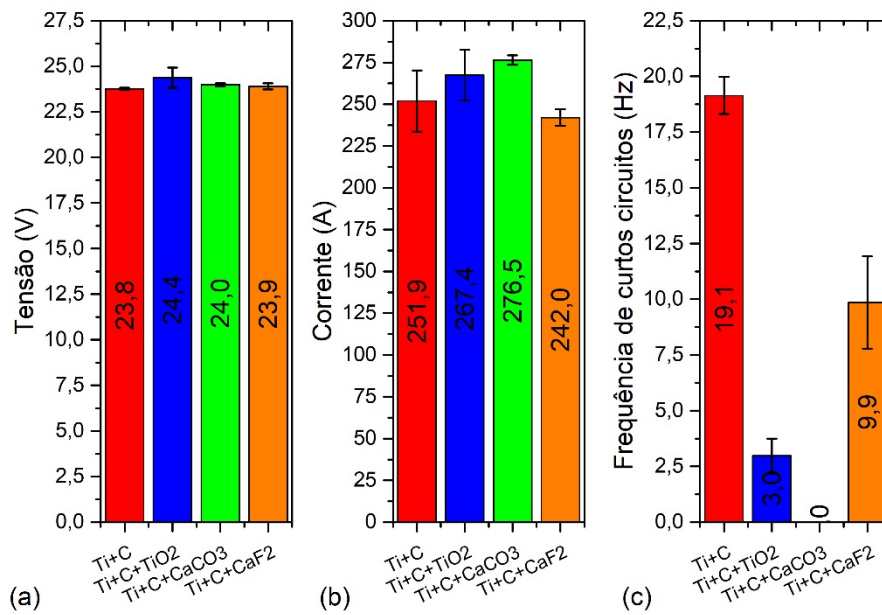 Tensão (V)
27,5
25,0
22,5
20,0
17,5
15,0
12,5
10,0
7,5
5,0
2,5
0,0
23,8
24,4
24,0
23,9
Ti+C
Ti+C+TiO2
Ti+C+CaCO3
Ti+C+CaF2
(a)
Corrente (A)
300
275
250
225
200
175
150
125
100
75
50
25
0
251,9
267,4
276,5
242,0
Ti+C
Ti+C+TiO2
Ti+C+CaCO3
Ti+C+CaF2
(b)
Frequência de curtos circuitos (Hz)
22,5
20,0
17,5
15,0
12,5
10,0
7,5
5,0
2,5
0,0
19,1
3,0
0
9,9
Ti+C
Ti+C+TiO2
Ti+C+CaCO3
Ti+C+CaF2
(c)